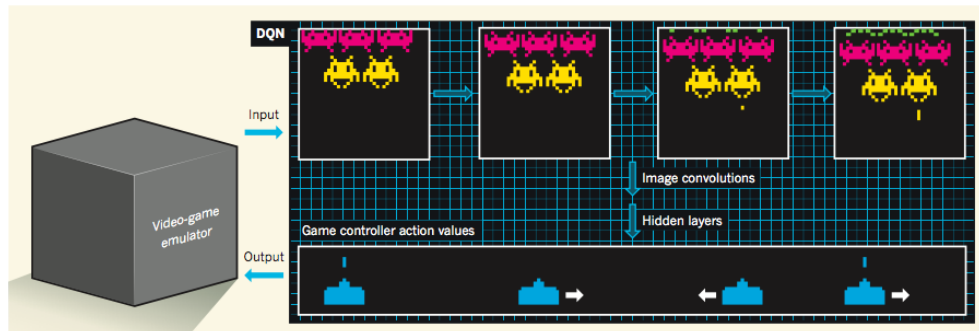 DQN
Input
Video-game
emulator
Image convolutions
Hidden layers
Game controller action values
Output